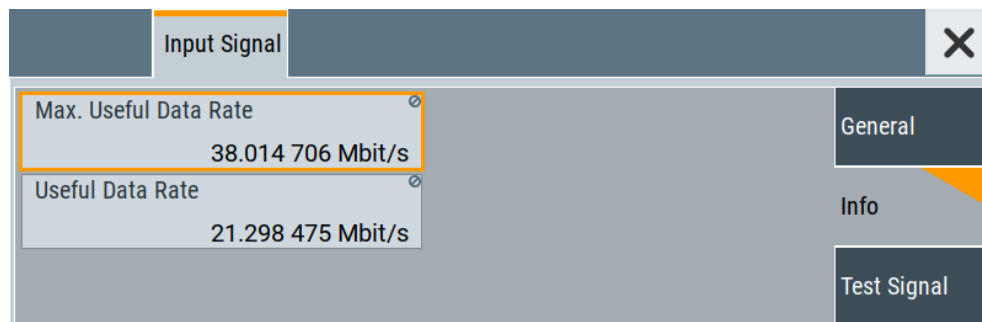 Input Signal
Max. Useful Data Rate
38.014 706 Mbit/s
Useful Data Rate
21.298 475 Mbit/s
General
Info
Test Signal